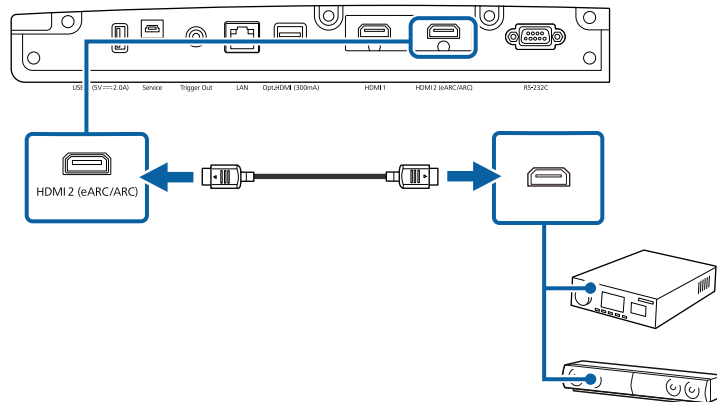 USB (5V⎓2.0A) Service Trigger Out LAN Opt.HDMI (300mA) HDMI 1 HDMI 2 (eARC/ARC) RS-232C
HDMI 2 (eARC/ARC)